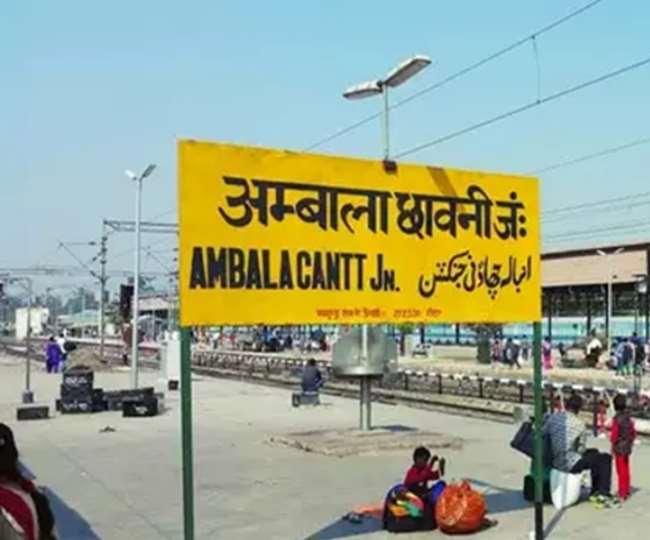 अम्बाला छावनी जं॰
AMBALA CANTT JN. انبالہ چھاؤنی جنکشن